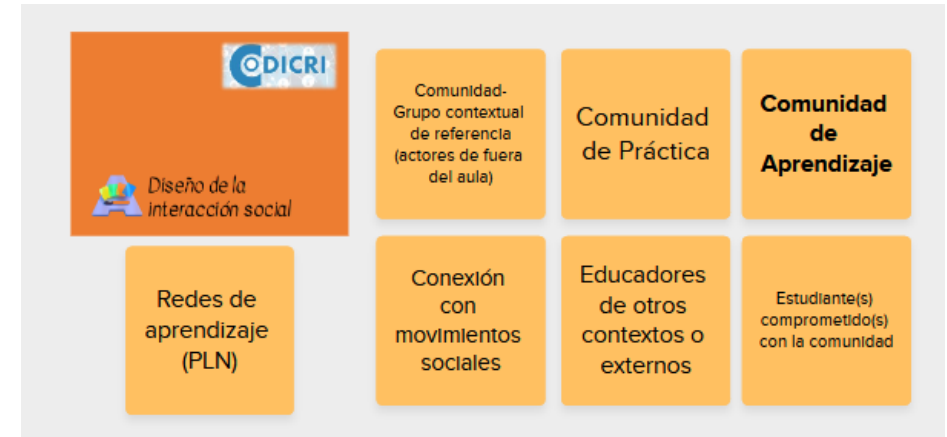 CODICRI
Diseño de la
interacción social
Comunidad-
Grupo contextual
de referencia
(actores de fuera
del aula)
Comunidad
de Práctica
Comunidad
de
Aprendizaje
Redes de
aprendizaje
(PLN)
Conexión
con
movimientos
sociales
Educadores
de otros
contextos o
externos
Estudiante(s)
comprometido(s)
con la comunidad